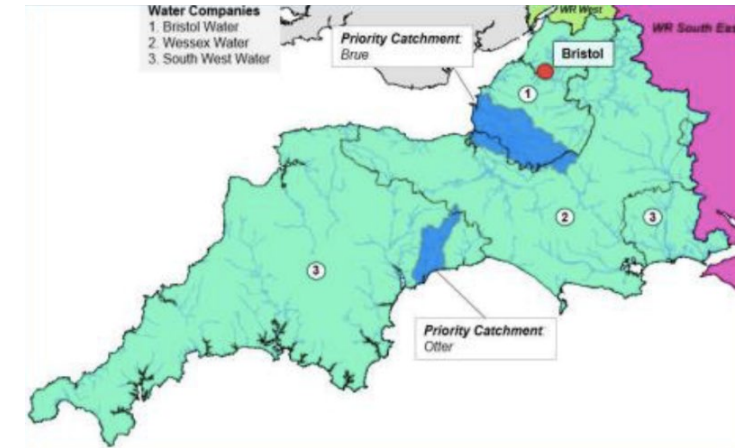 Water Companies
1. Bristol Water
2. Wessex Water
3. South West Water
Priority Catchment
Brue
WR West
WR South Eas
Bristol
1
2
3
3
Priority Catchment
Otter